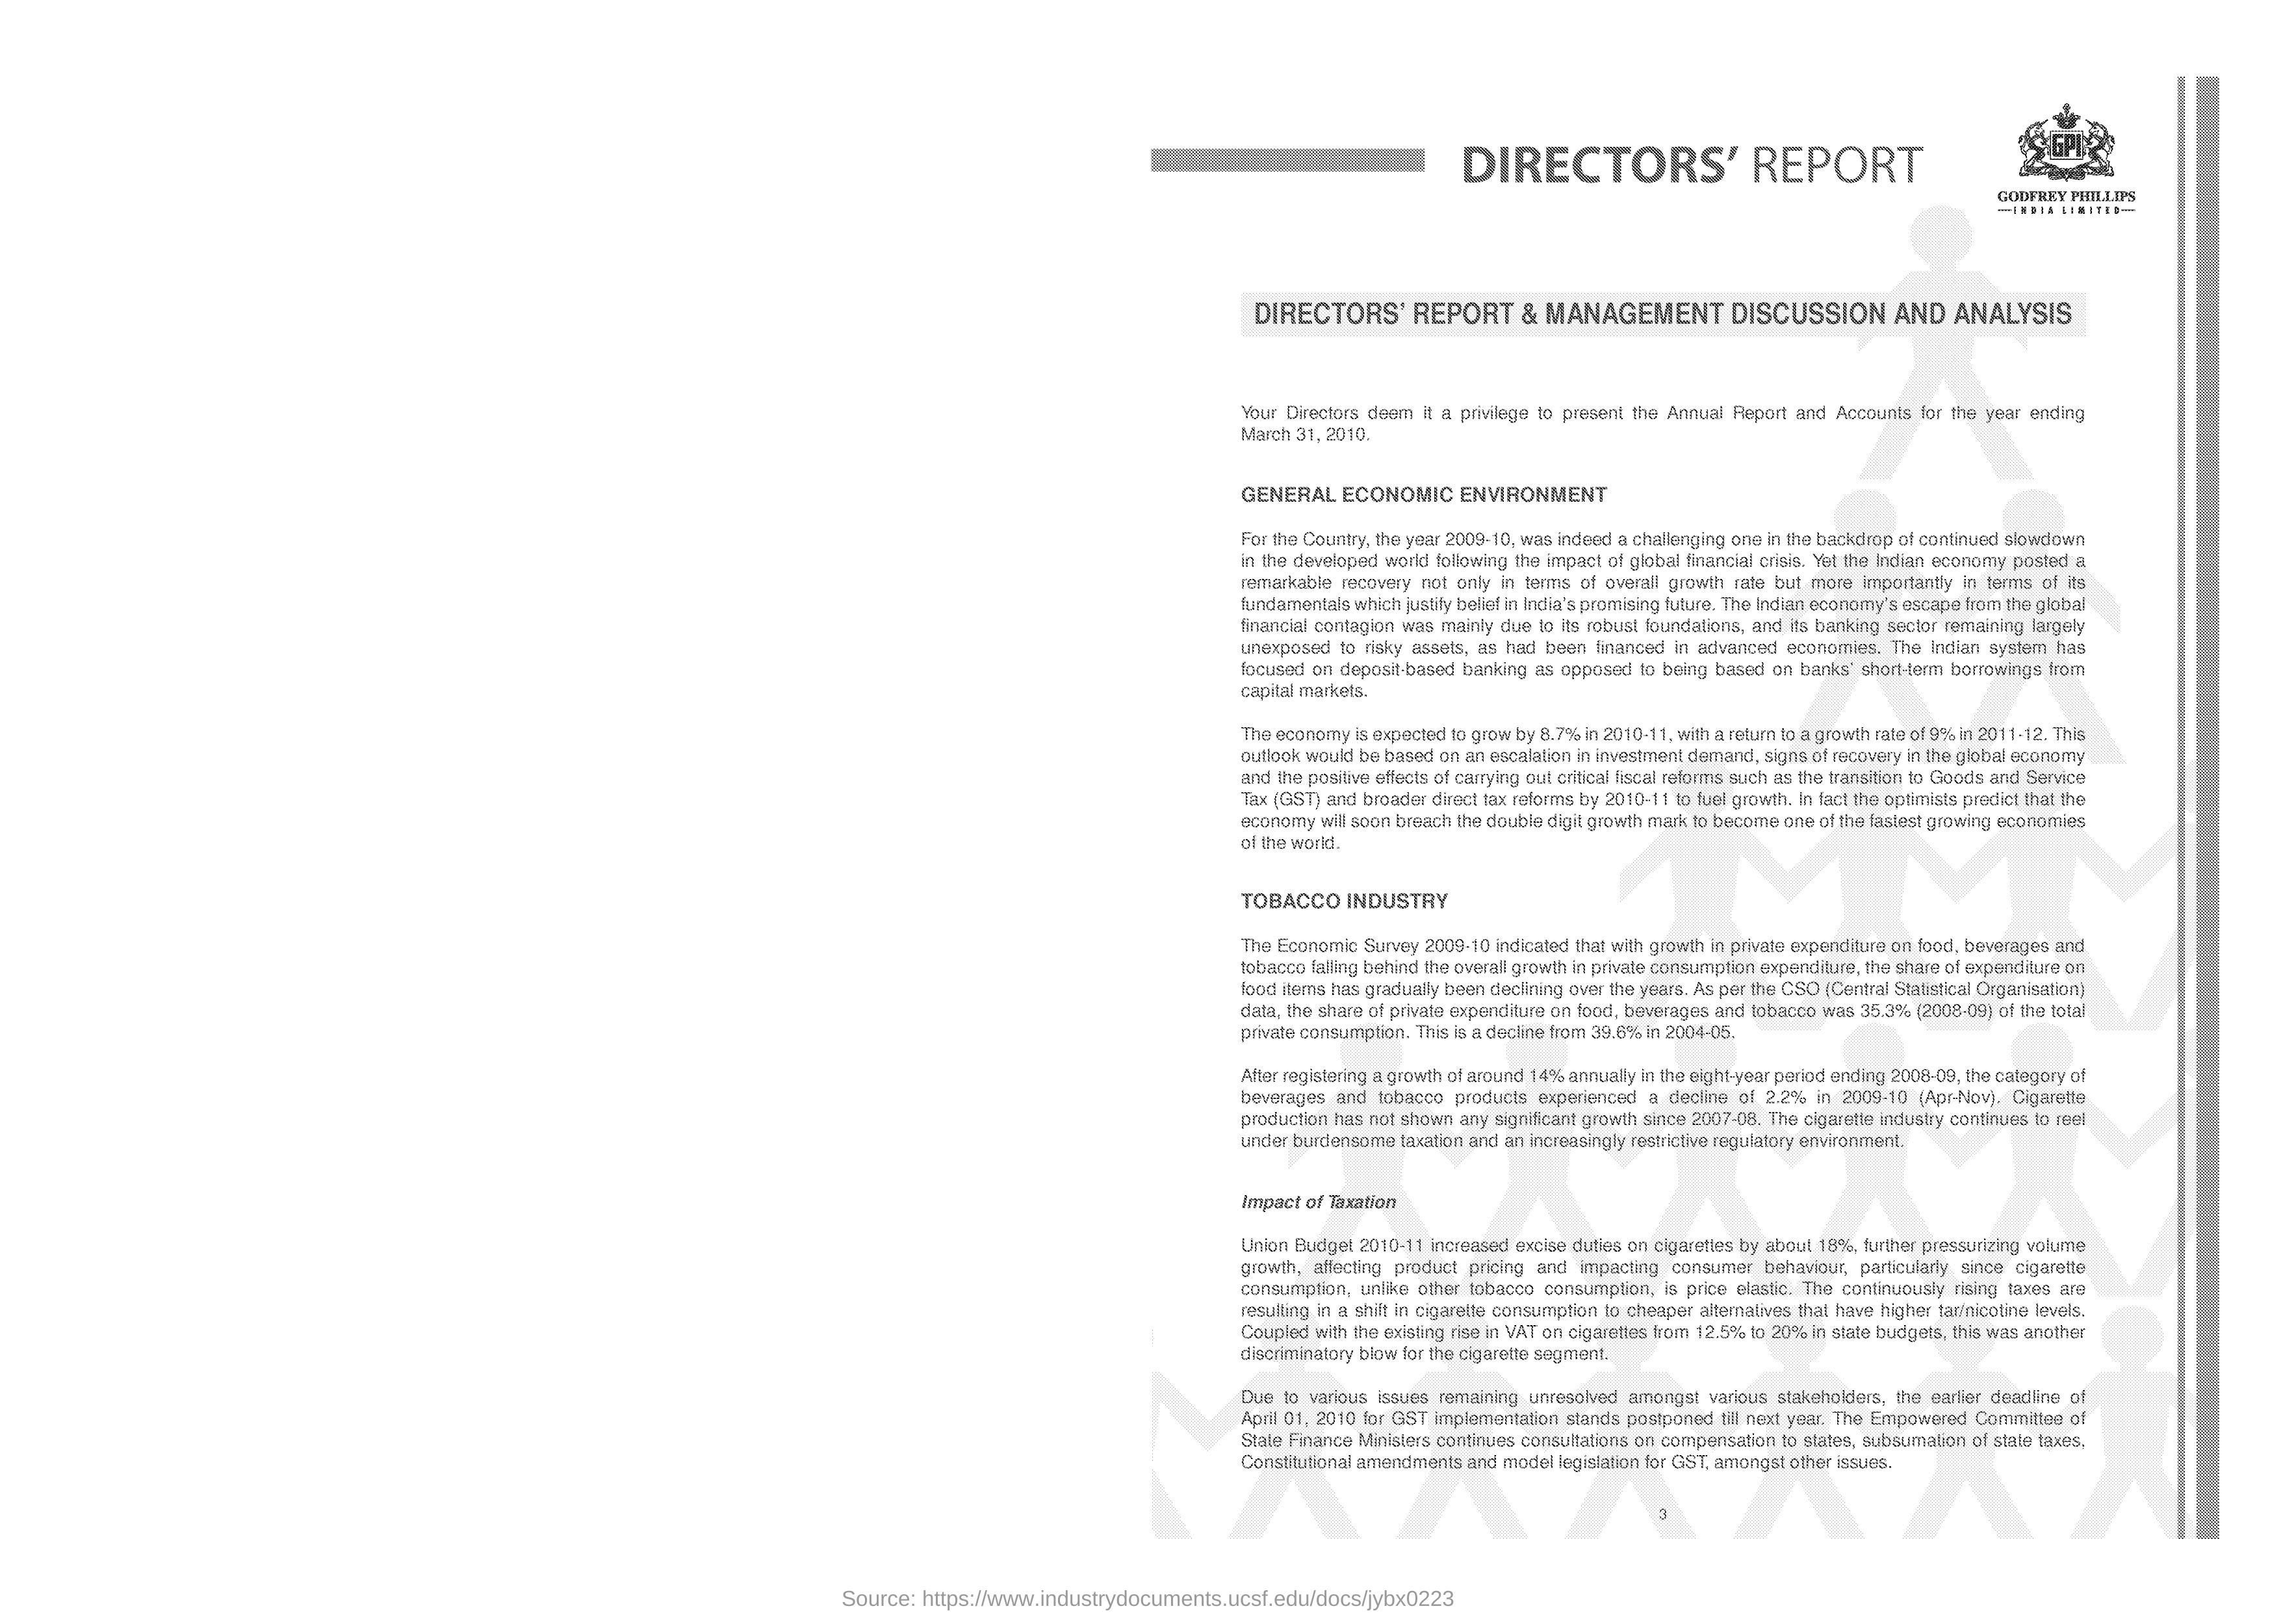 DIRECTORS' REPORT
GPI
GODFREY PHILLIPS
INDIA LIMITED
DIRECTORS' REPORT & MANAGEMENT DISCUSSION AND ANALYSIS
Your Directors deem it a privilege to present the Annual Report and Accounts for the year ending
March 31, 2010.
GENERAL ECONOMIC ENVIRONMENT
For the Country, the year 2009-10, was indeed a challenging one in the backdrop of continued slowdown
in the developed world following the impact of global financial crisis. Yet the Indian economy posted a
remarkable recovery not only in terms of overall growth rate but more importantly in terms of its
fundamentals which justify belief in India's promising future. The Indian economy's escape from the global
financial contagion was mainly due to its robust foundations, and its banking sector remaining largely
unexposed to risky assets, as had been financed in advanced economies. The Indian system has
focused on deposit-based banking as opposed to being based on banks' short-term borrowings from
capital markets.
The economy is expected to grow by 8.7% in 2010-11, with a return to a growth rate of 9% in 2011-12. This
outlook would be based on an escalation in investment demand, signs of recovery in the global economy
and the positive effects of carrying out critical fiscal reforms such as the transition to Goods and Service
Tax (GST) and broader direct tax reforms by 2010-11 to fuel growth. In fact the optimists predict that the
economy will soon breach the double digit growth mark to become one of the fastest growing economies
of the world.
TOBACCO INDUSTRY
The Economic Survey 2009-10 indicated that with growth in private expenditure on food, beverages and
tobacco falling behind the overall growth in private consumption expenditure, the share of expenditure on
food items has gradually been declining over the years. As per the CSO (Central Statistical Organisation)
data, the share of private expenditure on food, beverages and tobacco was 35.3% (2008-09) of the total
private consumption. This is a decline from 39.6% in 2004-05.
After registering a growth of around 14% annually in the eight-year period ending 2008-09, the category of
beverages and tobacco products experienced a decline of 2.2% in 2009-10 (Apr-Nov). Cigarette
production has not shown any significant growth since 2007-08. The cigarette industry continues to reel
under burdensome taxation and an increasingly restrictive regulatory environment.
Impact of Taxation
Union Budget 2010-11 increased excise duties on cigarettes by about 18%, further pressurizing volume
growth, affecting product pricing and impacting consumer behaviour, particularly since cigarette
consumption, unlike other tobacco consumption, is price elastic. The continuously rising taxes are
resulting in a shift in cigarette consumption to cheaper alternatives that have higher tar/nicotine levels.
Coupled with the existing rise in VAT on cigarettes from 12.5% to 20% in state budgets, this was another
discriminatory blow for the cigarette segment.
Due to various issues remaining unresolved amongst various stakeholders, the earlier deadline of
April 01, 2010 for GST implementation stands postponed till next year. The Empowered Committee of
State Finance Ministers continues consultations on compensation to states, subsumation of state taxes,
Constitutional amendments and model legislation for GST, amongst other issues.
3
Source: https://www.industrydocuments.ucsf.edu/docs/jybx0223